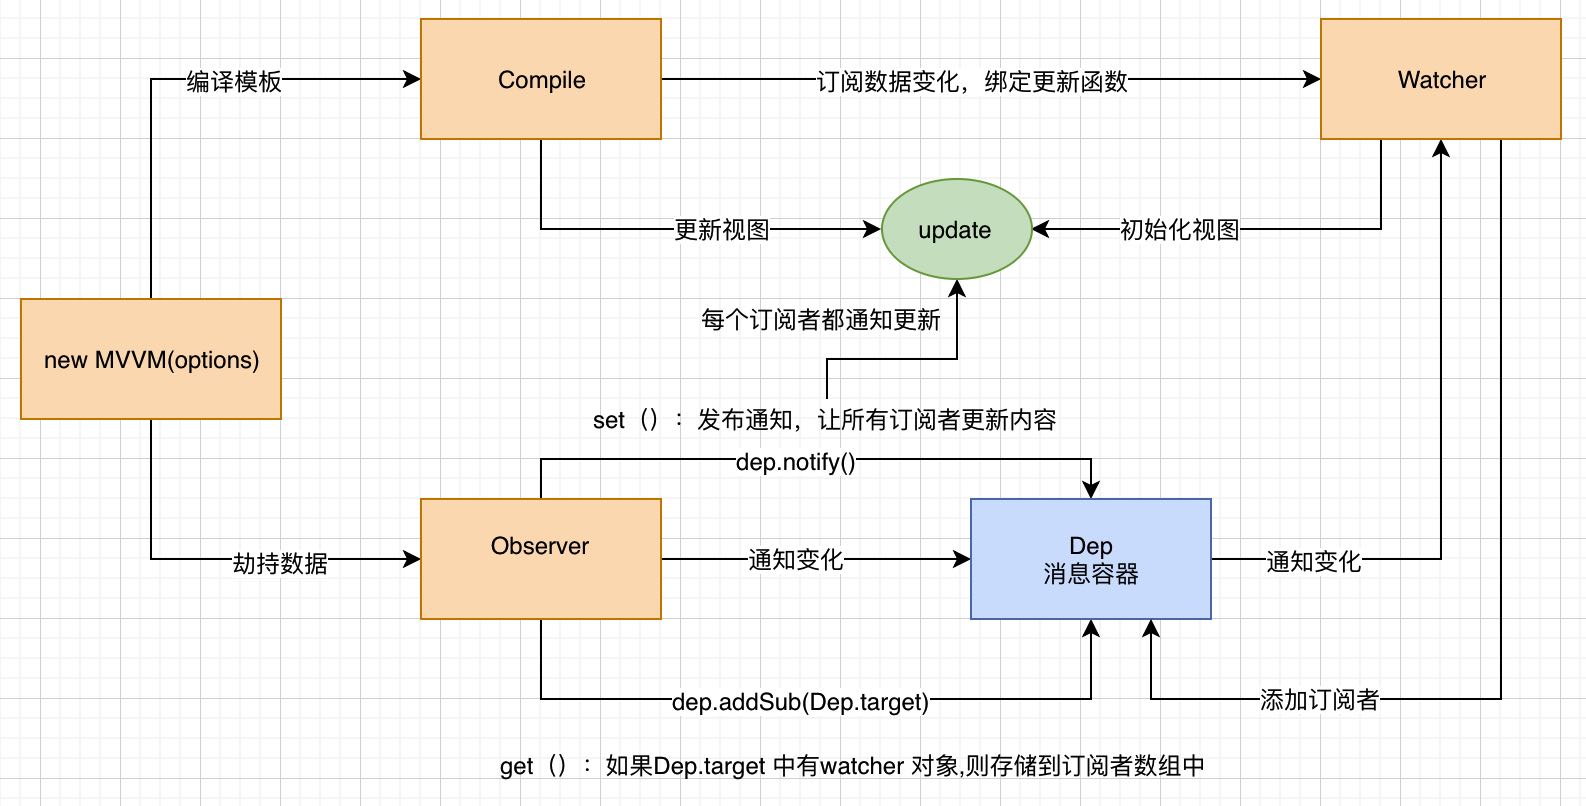 编译模板
Compile
订阅数据变化，绑定更新函数
Watcher
更新视图
update
初始化视图
每个订阅者都通知更新
new MVVM(options)
set（）：发布通知，让所有订阅者更新内容
dep.notify()
劫持数据
Observer
通知变化
Dep
消息容器
通知变化
dep.addSub(Dep.target)
添加订阅者
get（）：如果Dep.target 中有watcher 对象,则存储到订阅者数组中